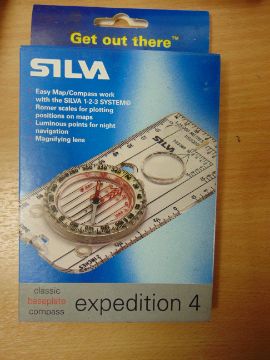 Get out there™
SILVA
Easy Map/Compass work
with the SILVA 1-2-3 SYSTEM®
Romer scales for plotting
positions on maps
Luminous points for night
navigation
Magnifying lens
SILVA
classic
baseplate
compass
expedition 4